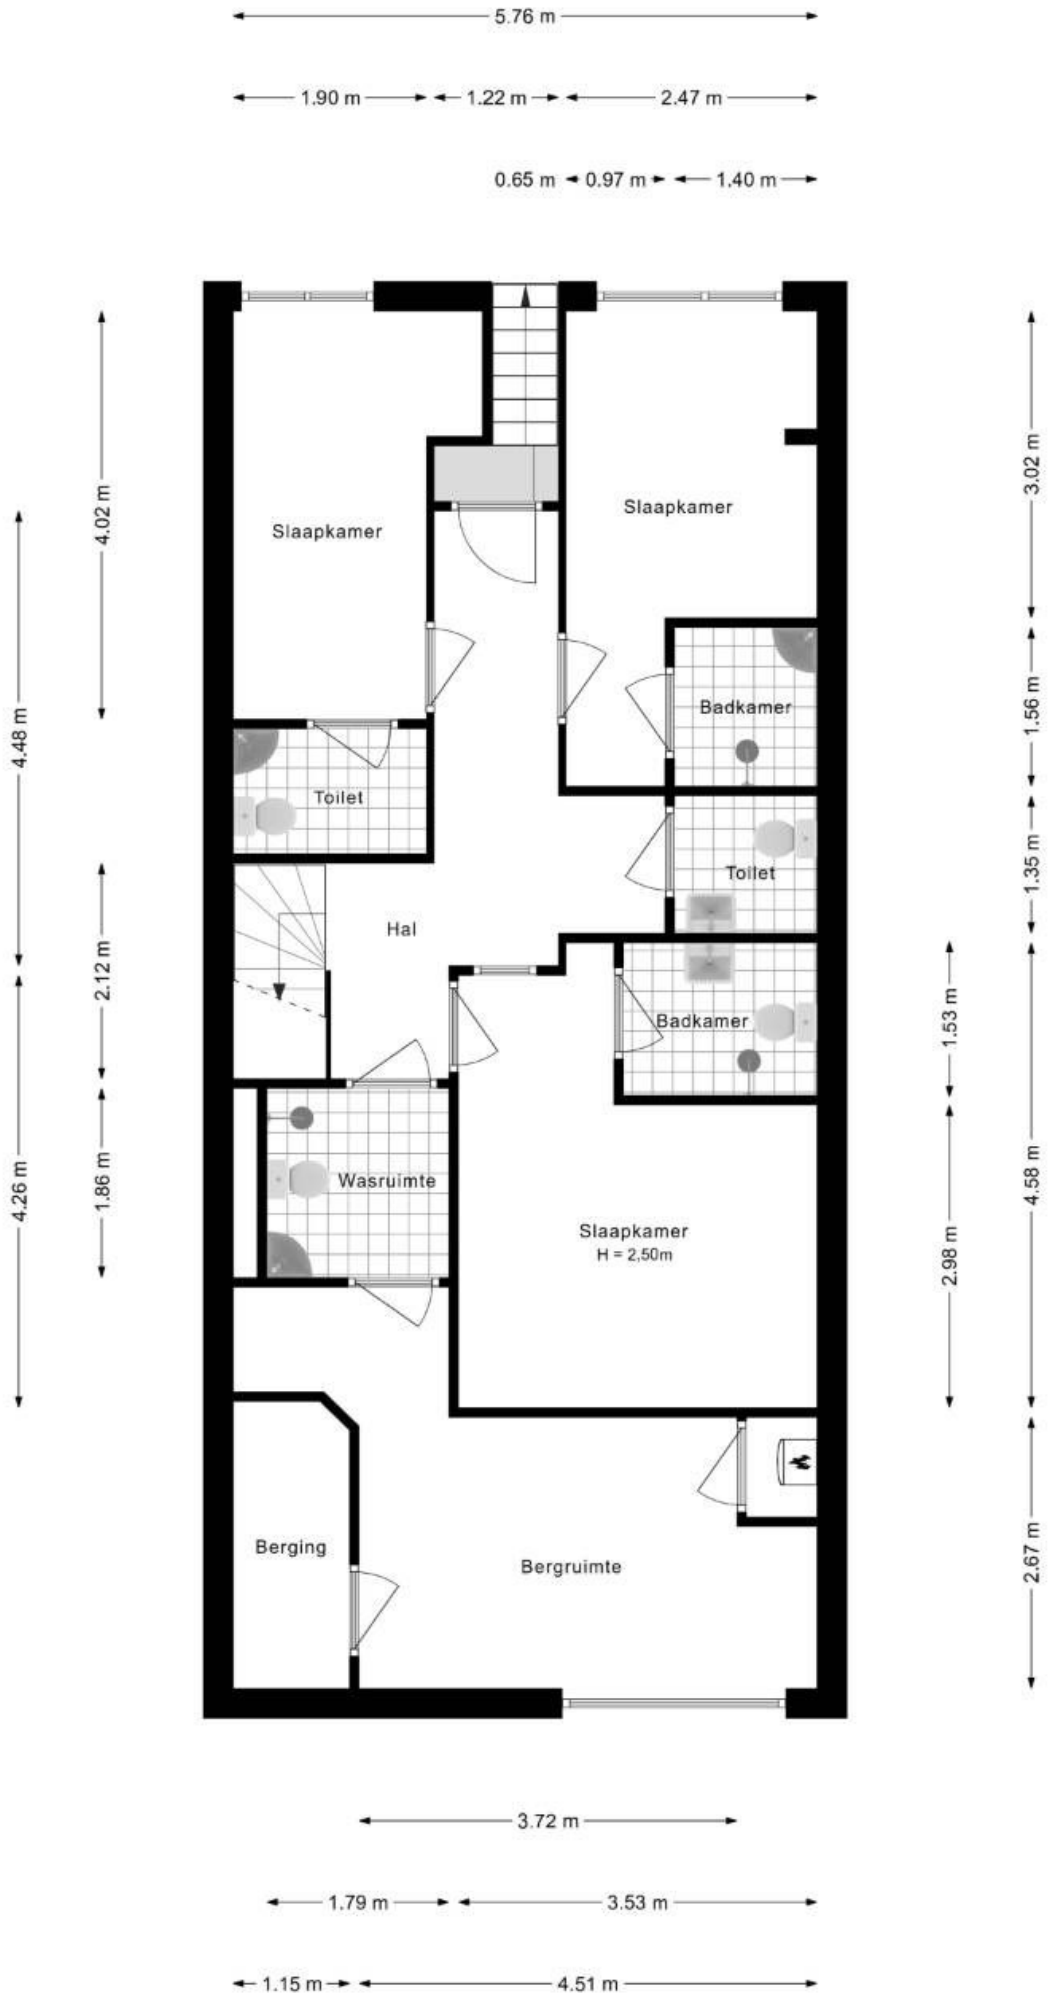 5.76 m
1.90 m
1.22 m
2.47 m
0.65 m
0.97 m
1.40 m
4.02 m
3.02 m
Slaapkamer
Slaapkamer
4.48 m
1.56 m
Badkamer
Toilet
1.35 m
Toilet
Hal
2.12 m
1.53 m
Badkamer
4.26 m
1.86 m
Wasruimte
4.58 m
Slaapkamer
H = 2,50m
2.98 m
Berging
Bergruimte
2.67 m
3.72 m
1.79 m
3.53 m
1.15 m
4.51 m